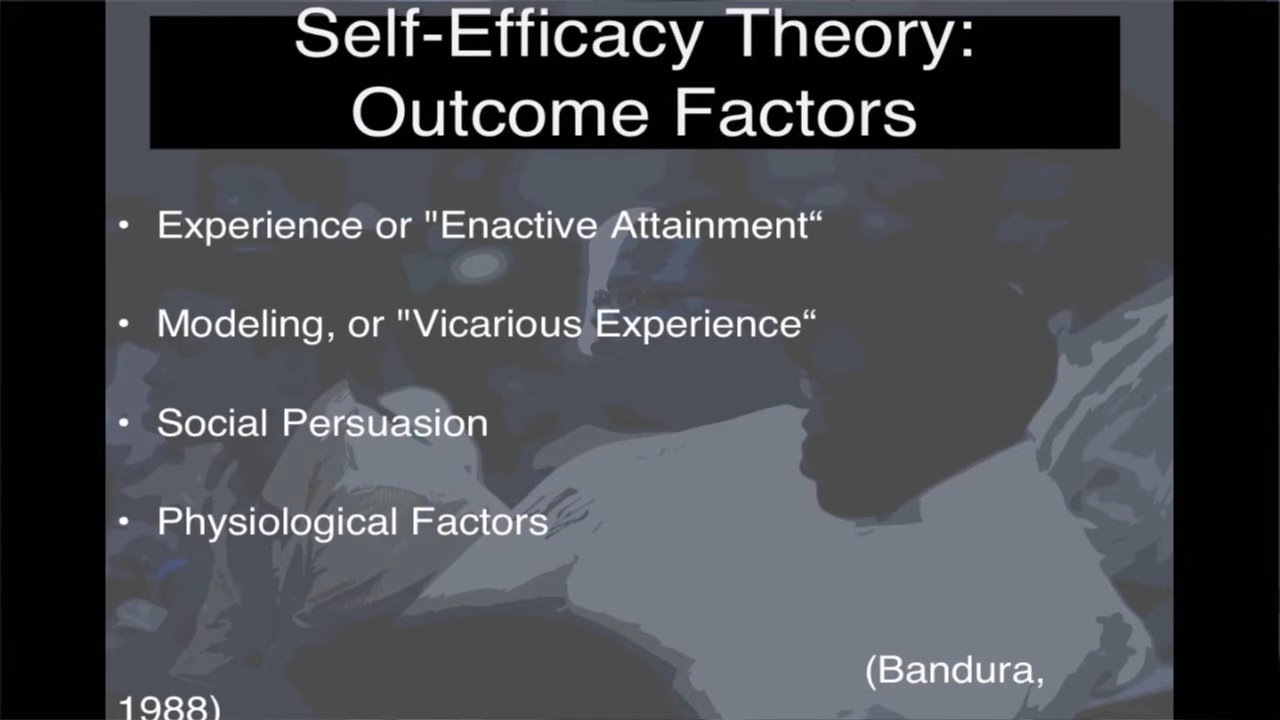 Self-Efficacy Theory:
Outcome Factors
• Experience or "Enactive Attainment“
• Modeling, or "Vicarious Experience“
• Social Persuasion
• Physiological Factors
(Bandura,
1988)